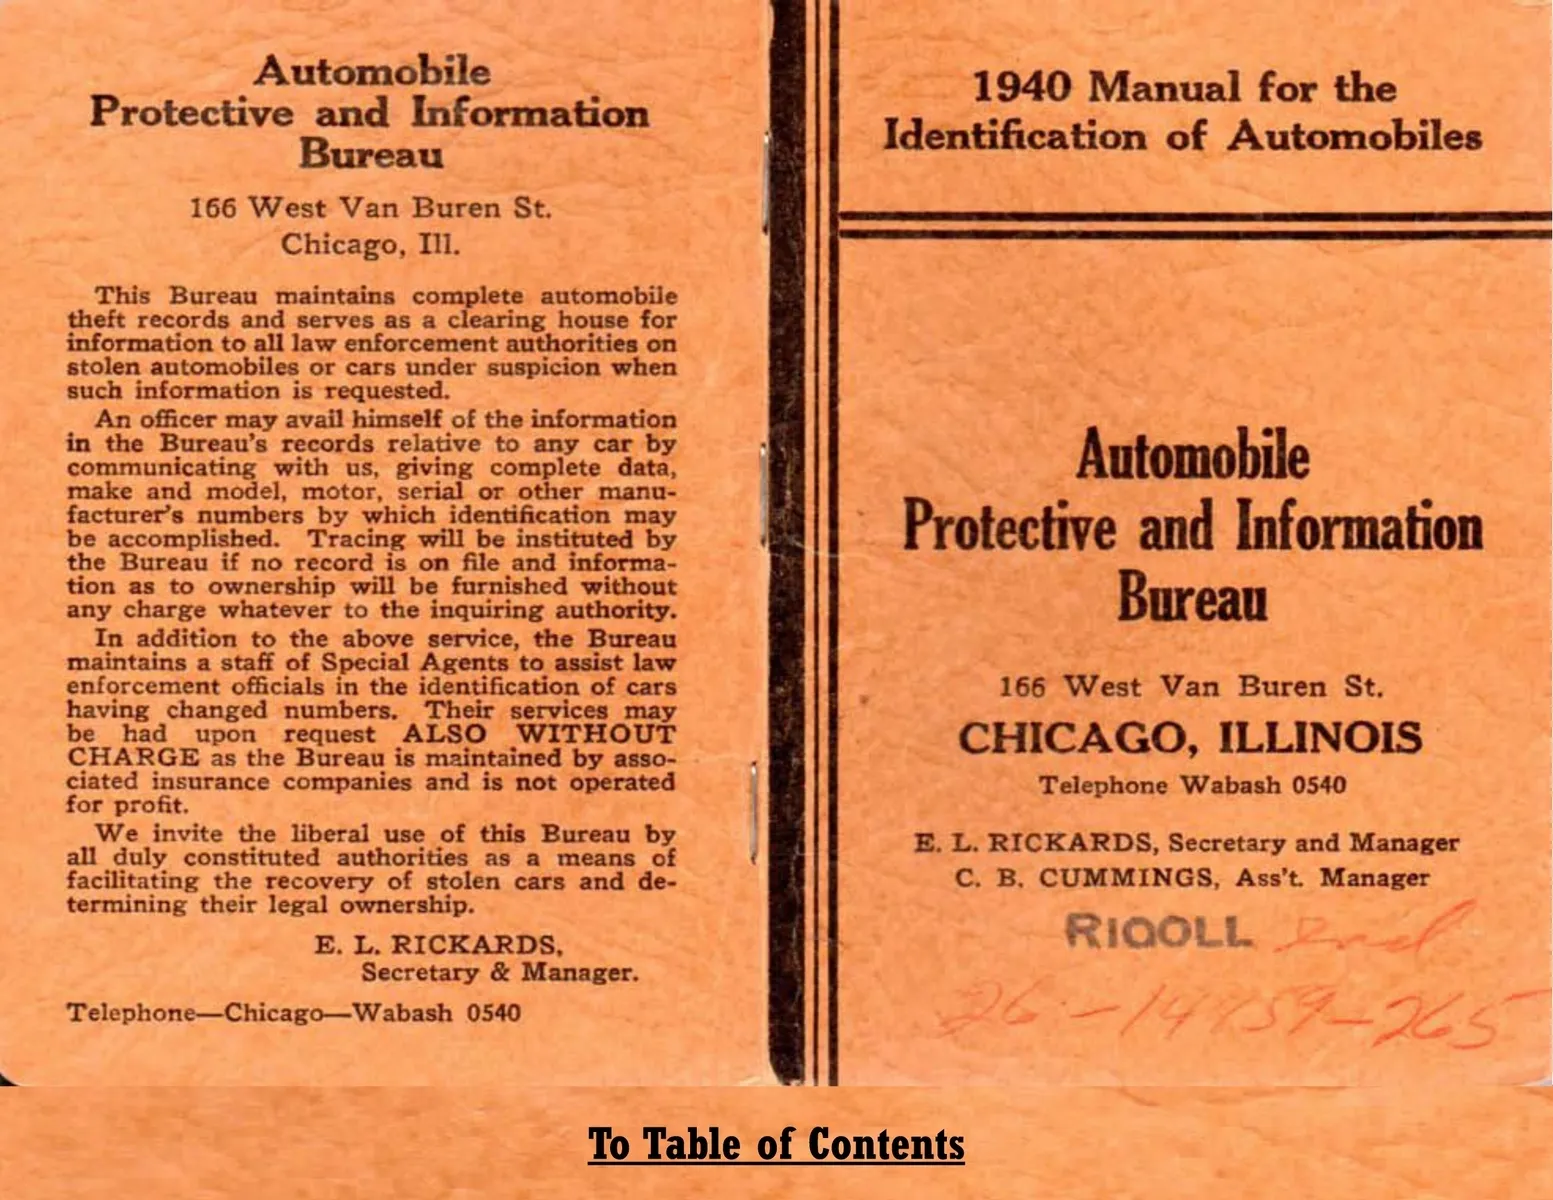 Automobile
Protective and Information
Bureau
166 West Van Buren St.
Chicago, Ill.
This Bureau maintains complete automobile
theft records and serves as a clearing house for
information to all law enforcement authorities on
stolen automobiles or cars under suspicion when
such information is requested.
An officer may avail himself of the information
in the Bureau's records relative to any car by
communicating with us, giving complete data,
make and model, motor, serial or other manu-
facturer's numbers by which identification may
be accomplished. Tracing will be instituted by
the Bureau if no record is on file and informa-
tion as to ownership will be furnished without
any charge whatever to the inquiring authority.
In addition to the above service, the Bureau
maintains a staff of Special Agents to assist law
enforcement officials in the identification of cars
having changed numbers. Their services may
be had upon request ALSO WITHOUT
CHARGE as the Bureau is maintained by asso-
ciated insurance companies and is not operated
for profit.
We invite the liberal use of this Bureau by
all duly constituted authorities as a means of
facilitating the recovery of stolen cars and de-
termining their legal ownership.
E. L. RICKARDS,
Secretary & Manager.
Telephone—Chicago—Wabash 0540
1940 Manual for the
Identification of Automobiles
Automobile
Protective and Information
Bureau
166 West Van Buren St.
CHICAGO, ILLINOIS
Telephone Wabash 0540
E. L. RICKARDS, Secretary and Manager
C. B. CUMMINGS, Ass't. Manager
To Table of Contents